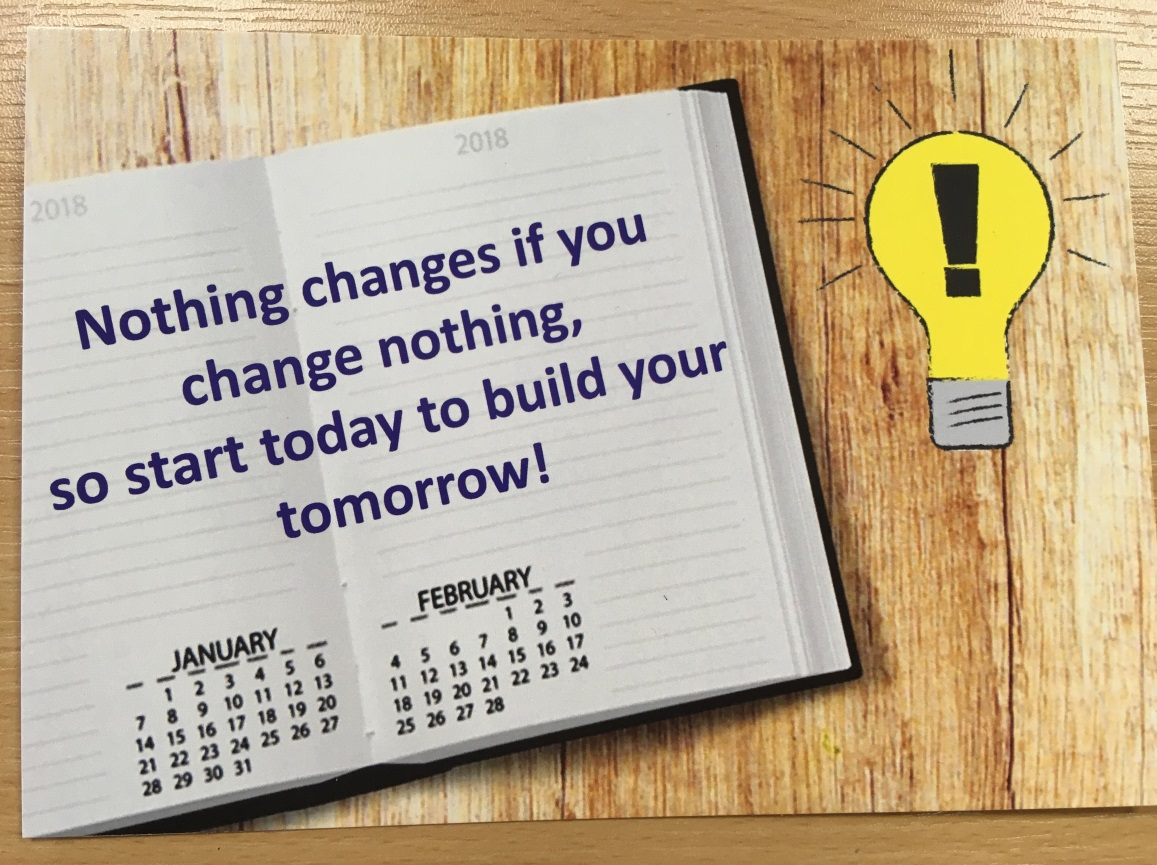 2018
2018
Nothing changes if you
change nothing,
so start today to build your
tomorrow!
!
JANUARY
1 2 3 4 5 6
7 8 9 10 11 12 13
14 15 16 17 18 19 20
21 22 23 24 25 26 27
28 29 30 31
FEBRUARY
1 2 3
4 5 6 7 8 9 10
11 12 13 14 15 16 17
18 19 20 21 22 23 24
25 26 27 28